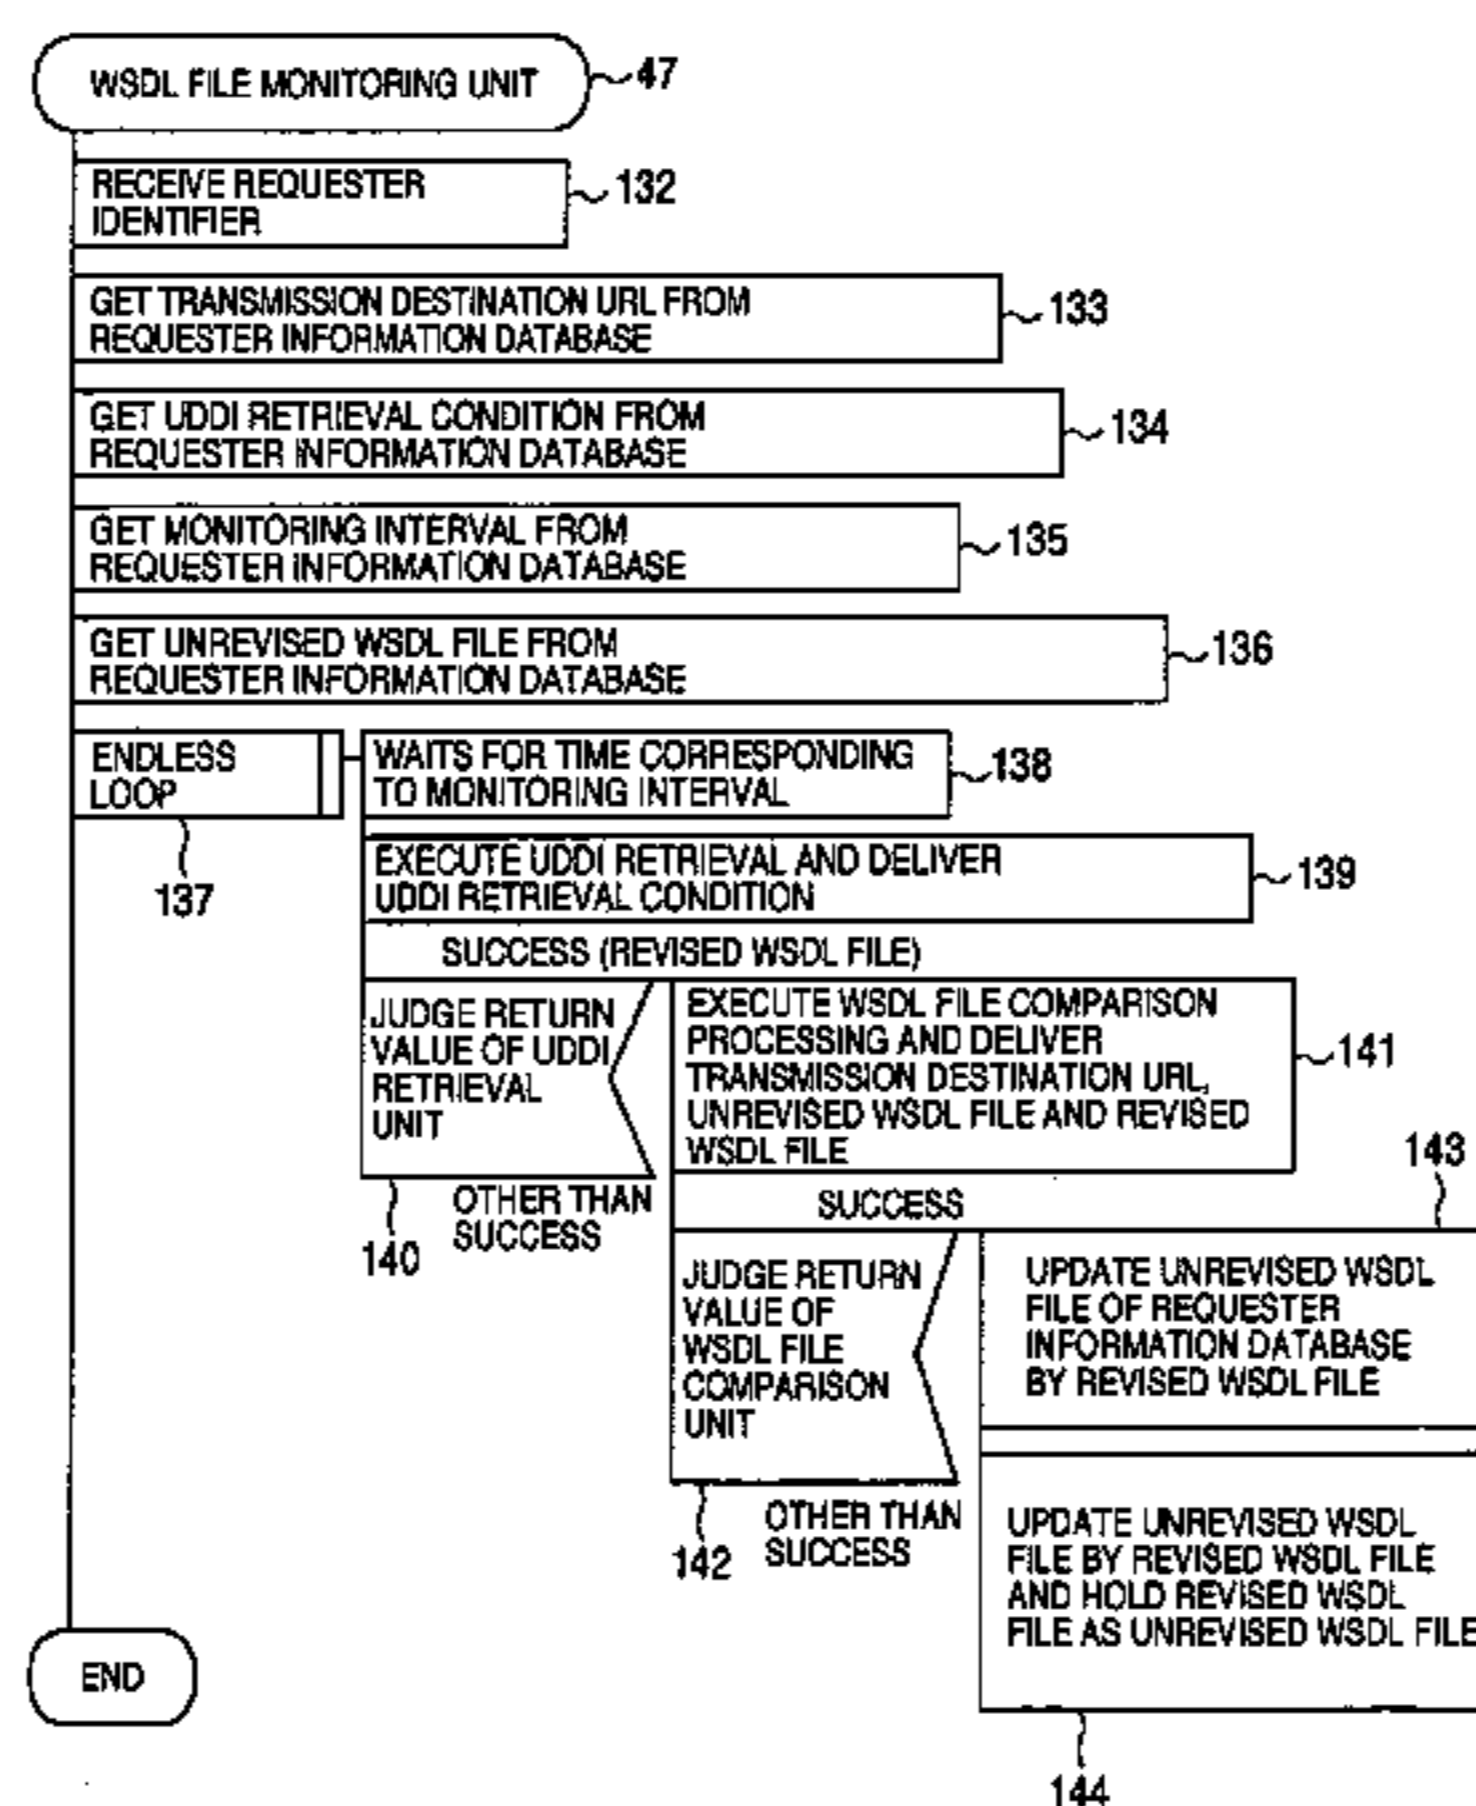 WSDL FILE MONITORING UNIT
47
RECEIVE REQUESTER
IDENTIFIER
132
GET TRANSMISSION DESTINATION URL FROM
REQUESTER INFORMATION DATABASE
133
GET UDDI RETRIEVAL CONDITION FROM
REQUESTER INFORMATION DATABASE
134
GET MONITORING INTERVAL FROM
REQUESTER INFORMATION DATABASE
135
GET UNREVISED WSDL FILE FROM
REQUESTER INFORMATION DATABASE
136
ENDLESS
LOOP
137
WAITS FOR TIME CORRESPONDING
TO MONITORING INTERVAL
138
EXECUTE UDDI RETRIEVAL AND DELIVER
UDDI RETRIEVAL CONDITION
139
SUCCESS (REVISED WSDL FILE)
JUDGE RETURN
VALUE OF UDDI
RETRIEVAL
UNIT
140
OTHER THAN
SUCCESS
EXECUTE WSDL FILE COMPARISON
PROCESSING AND DELIVER
TRANSMISSION DESTINATION URL,
UNREVISED WSDL FILE AND REVISED
WSDL FILE
141
SUCCESS
JUDGE RETURN
VALUE OF
WSDL FILE
COMPARISON
UNIT
142
OTHER THAN
SUCCESS
143
UPDATE UNREVISED WSDL
FILE OF REQUESTER
INFORMATION DATABASE
BY REVISED WSDL FILE
UPDATE UNREVISED WSDL
FILE BY REVISED WSDL FILE
AND HOLD REVISED WSDL
FILE AS UNREVISED WSDL FILE
144
END